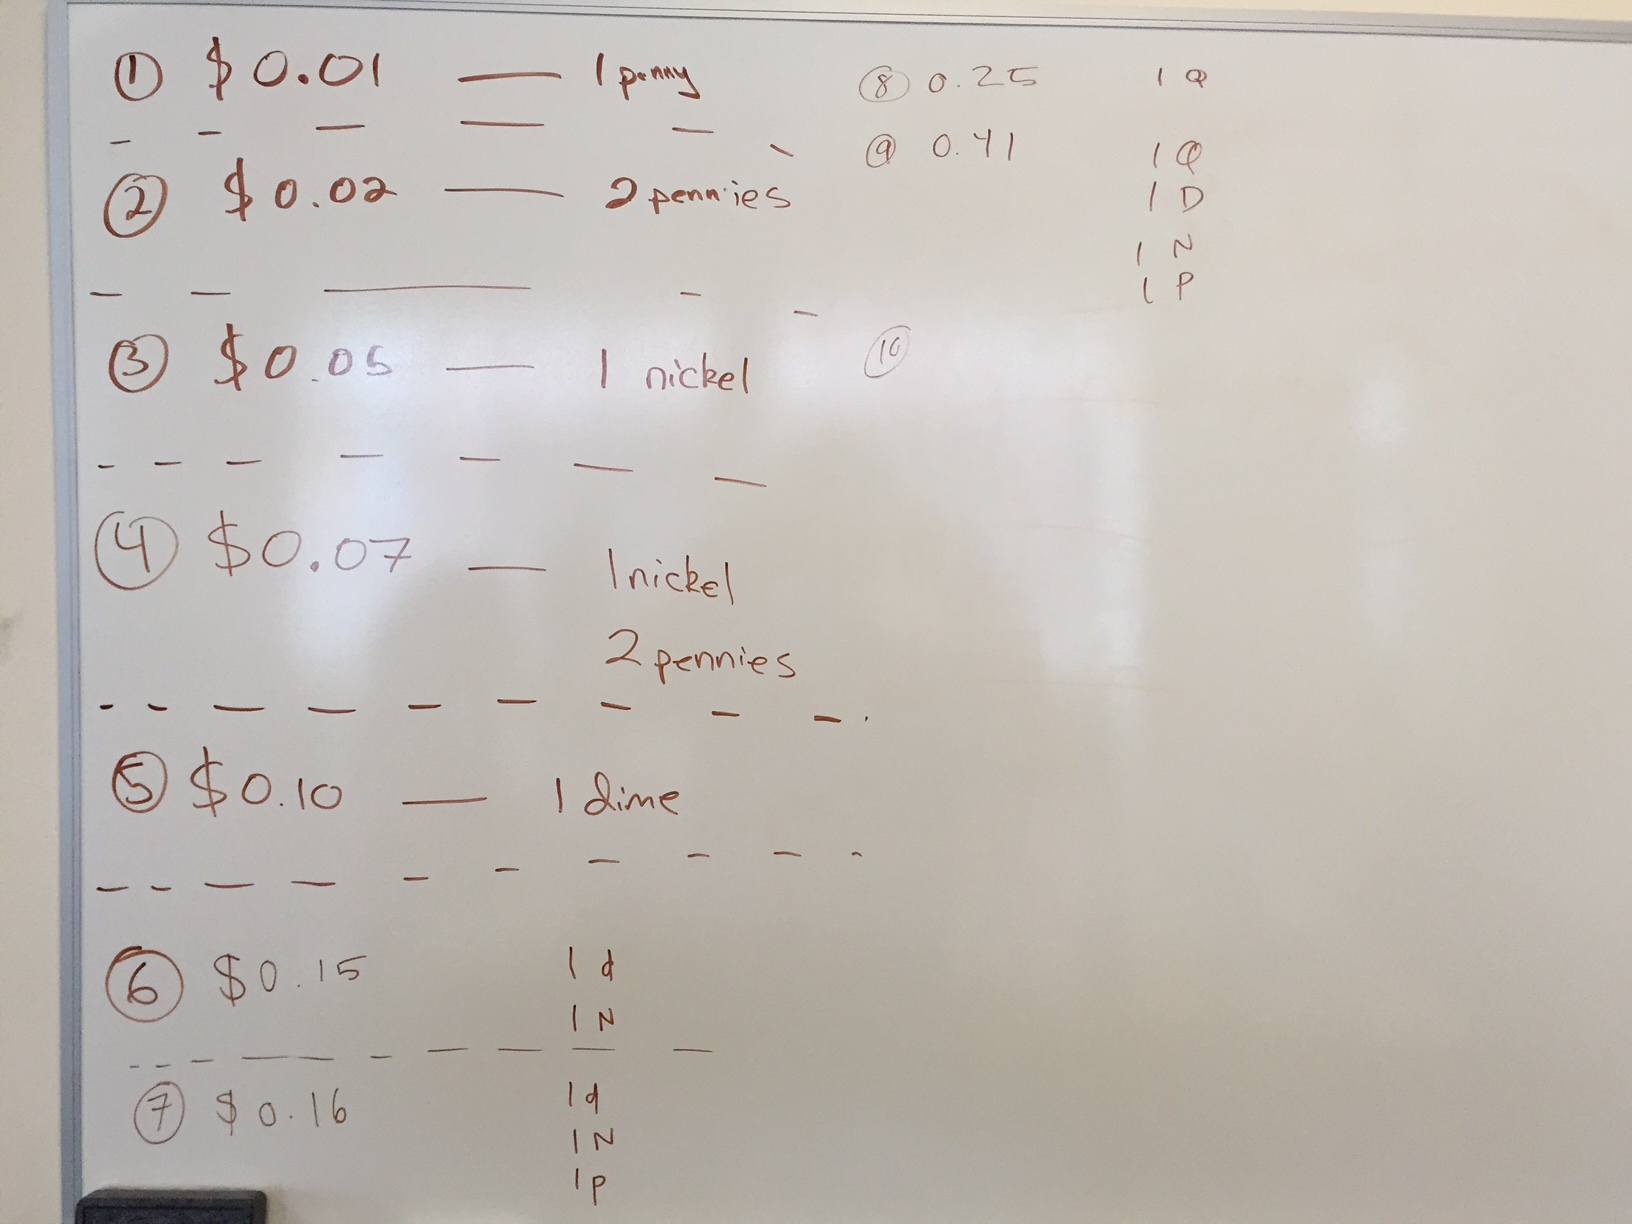 ① $0.01 — 1 penny
② $0.02 — 2 pennies
③ $0.05 — 1 nickel
④ $0.07 — 1 nickel
2 pennies
⑤ $0.10 — 1 dime
⑥ $0.15 1 d
1 N
⑦ $0.16 1 d
1 N
1 P
⑧ 0.25 1 Q
⑨ 0.41 1 Q
1 D
1 N
1 P
⑩